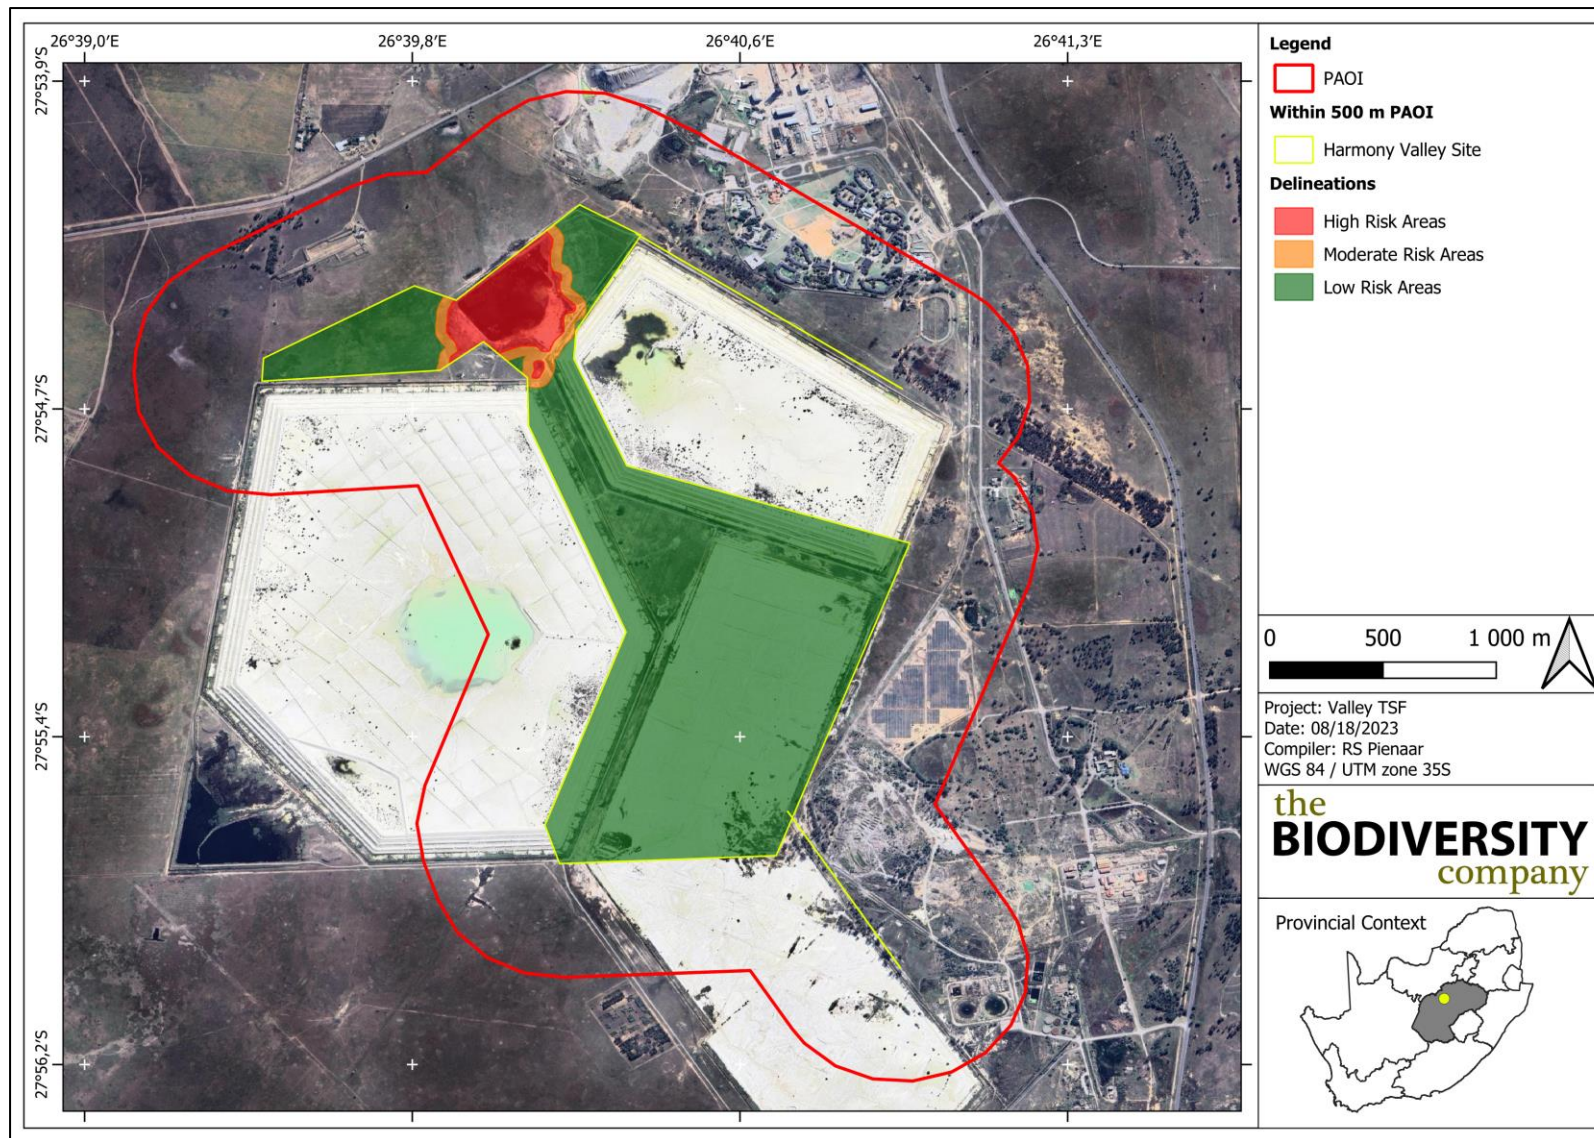 26°39,0′E
26°39,8′E
26°40,6′E
26°41,3′E
27°53,9′S
27°54,7′S
27°55,4′S
27°56,2′S
Legend
PAOI
Within 500 m PAOI
Harmony Valley Site
Delineations
High Risk Areas
Moderate Risk Areas
Low Risk Areas
0 500 1 000 m
Project: Valley TSF
Date: 08/18/2023
Compiler: RS Pienaar
WGS 84 / UTM zone 35S
the
BIODIVERSITY
company
Provincial Context